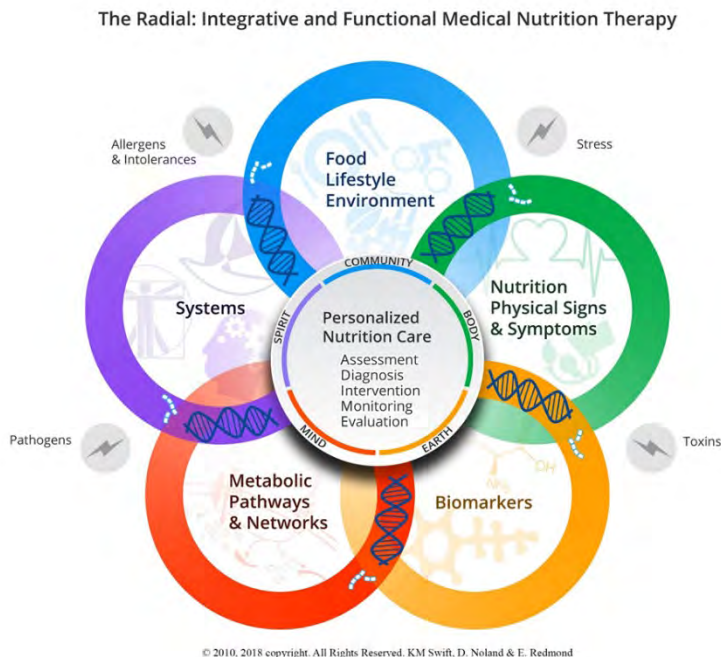 The Radial: Integrative and Functional Medical Nutrition Therapy
Allergens
& Intolerances
Stress
Food
Lifestyle
Environment
Systems
Nutrition
Physical Signs
& Symptoms
COMMUNITY
SPIRIT
BODY
Personalized
Nutrition Care
Assessment
Diagnosis
Intervention
Monitoring
Evaluation
MIND
EARTH
Pathogens
Toxins
Metabolic
Pathways
& Networks
Biomarkers
OH
NH₂
© 2010, 2018 copyright. All Rights Reserved. KM Swift, D. Noland & E. Redmond